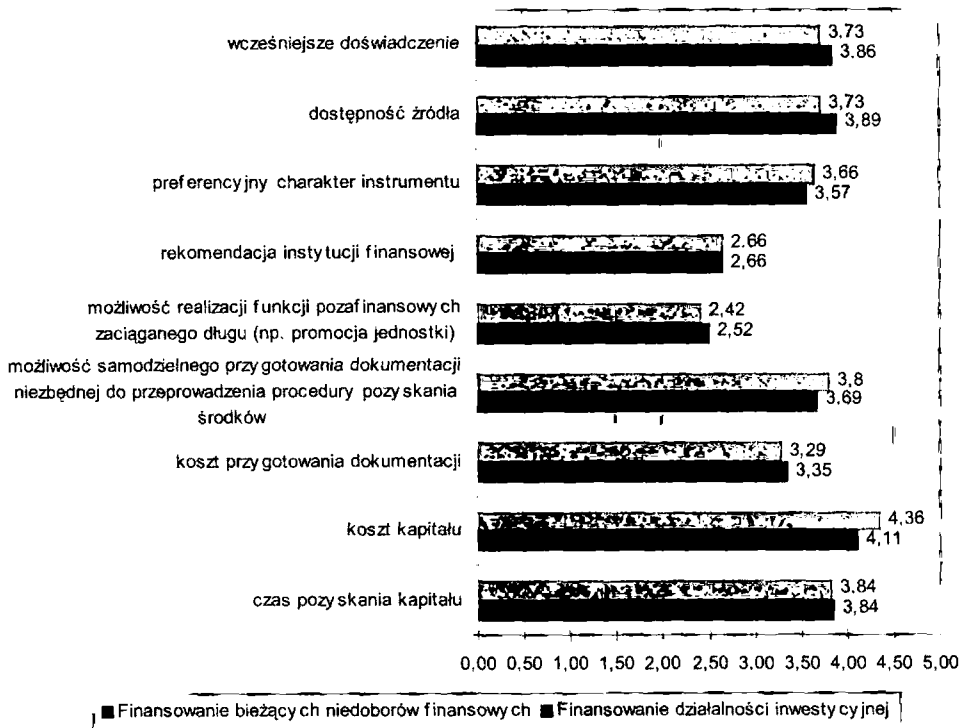 wcześniejsze doświadczenie
3,73
3.86
dostępność źródła
3,73
3,89
preferencyjny charakter instrumentu
3,66
3,57
rekomendacja instytucji finansowej
2.66
2,66
możliwość realizacji funkcji pozafinansowych
zaciąganego długu (np. promocja jednostki)
2,42
2,52
możliwość samodzielnego przygotowania dokumentacji
niezbędnej do przeprowadzenia procedury pozyskania
środków
3,8
3.69
koszt przygotowania dokumentacji
3,29
3,35
koszt kapitału
4,36
4,11
czas pozyskania kapitału
3.84
3,84
0,00 0,50 1,00 1,50 2,00 2,50 3,00 3,50 4,00 4,50 5,00
Finansowanie bieżących niedoborów finansowych Finansowanie działalności inwestycyjnej